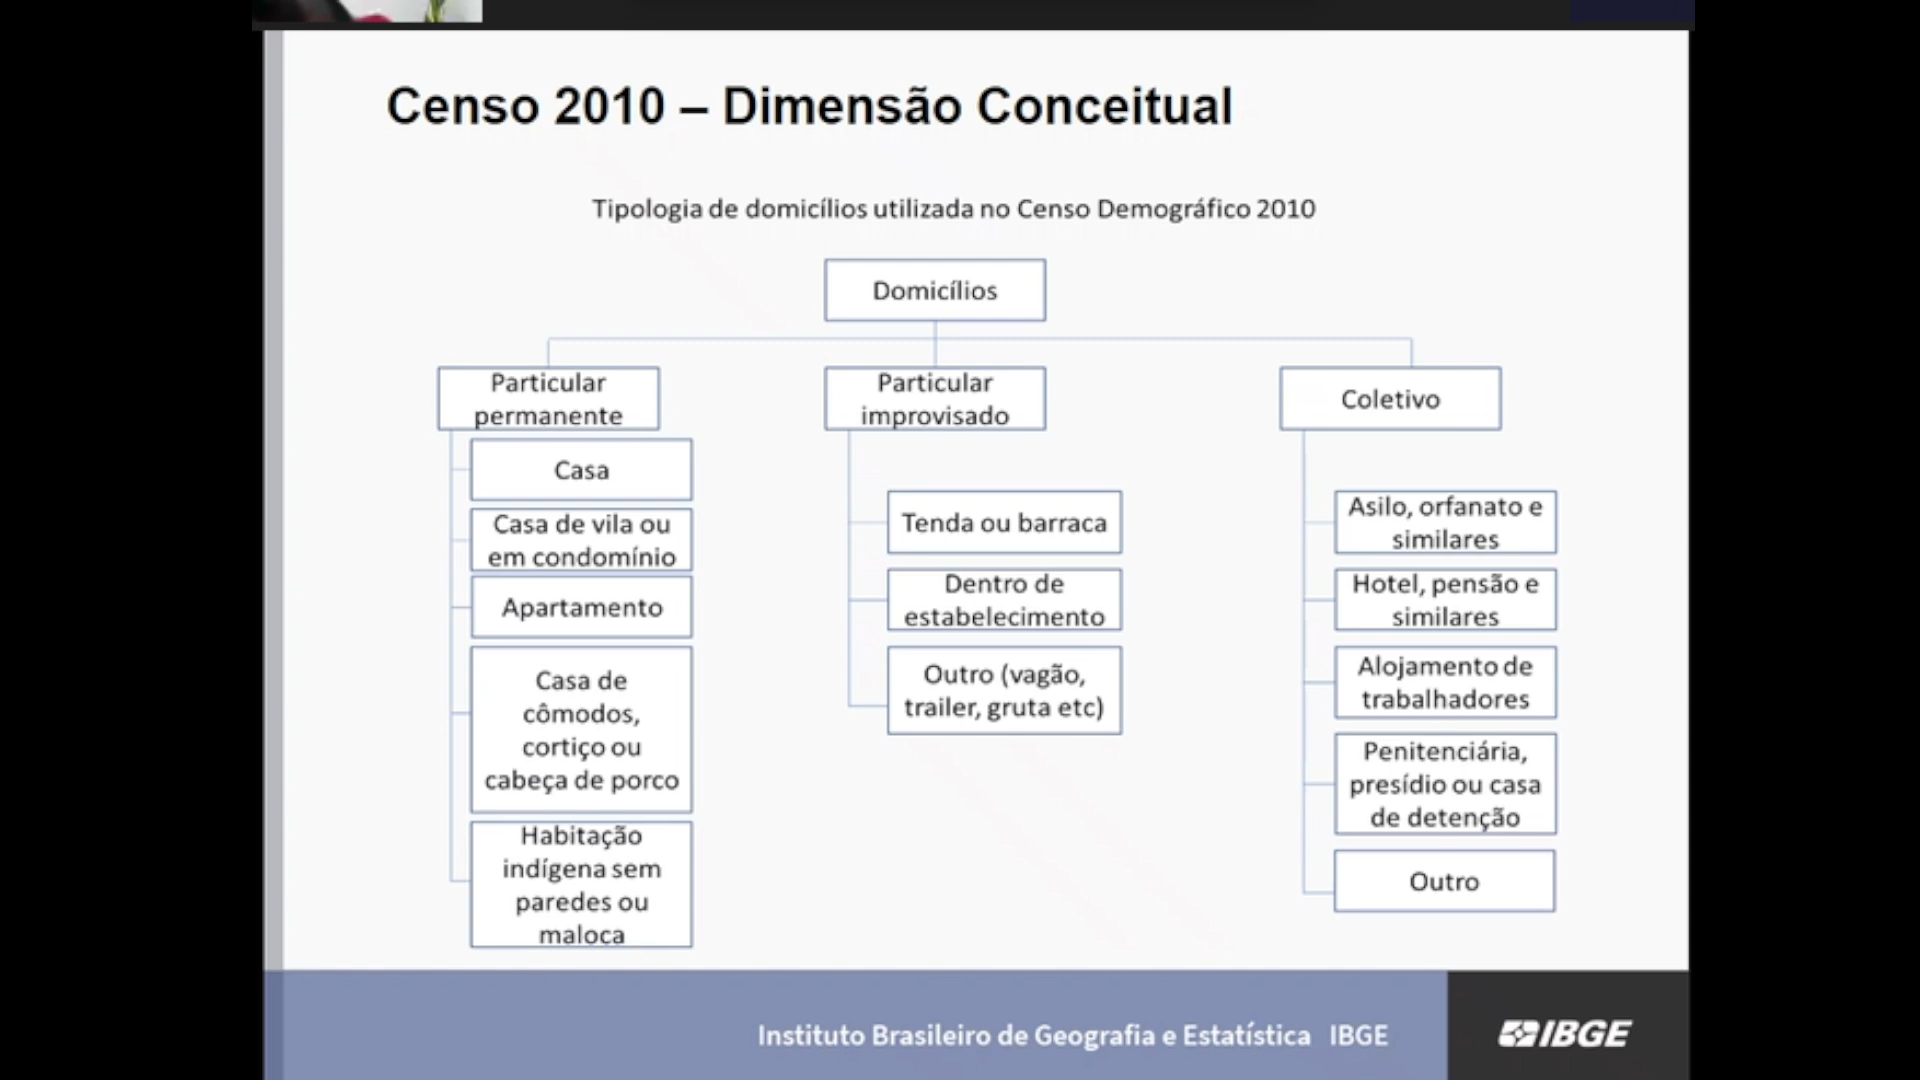 Censo 2010 – Dimensão Conceitual
Tipologia de domicílios utilizada no Censo Demográfico 2010
Domicílios
Particular
permanente
Casa
Casa de vila ou
em condomínio
Apartamento
Casa de
cômodos,
cortiço ou
cabeça de porco
Habitação
indígena sem
paredes ou
maloca
Particular
improvisado
Tenda ou barraca
Dentro de
estabelecimento
Outro (vagão,
trailer, gruta etc)
Coletivo
Asilo, orfanato e
similares
Hotel, pensão e
similares
Alojamento de
trabalhadores
Penitenciária,
presídio ou casa
de detenção
Outro
Instituto Brasileiro de Geografia e Estatística IBGE
IBGE